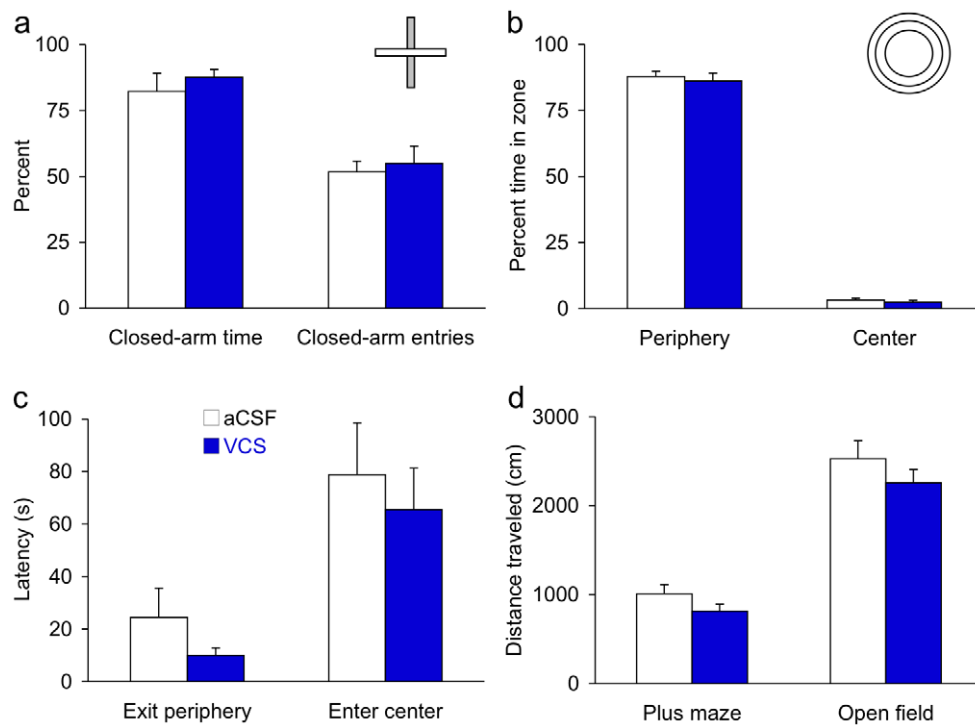 a
100
75
50
25
0
Percent
Closed-arm time
Closed-arm entries
b
100
75
50
25
0
Percent time in zone
Periphery
Center
c
100
80
60
40
20
0
Latency (s)
aCSF
VCS
Exit periphery
Enter center
d
3000
2000
1000
0
Distance traveled (cm)
Plus maze
Open field